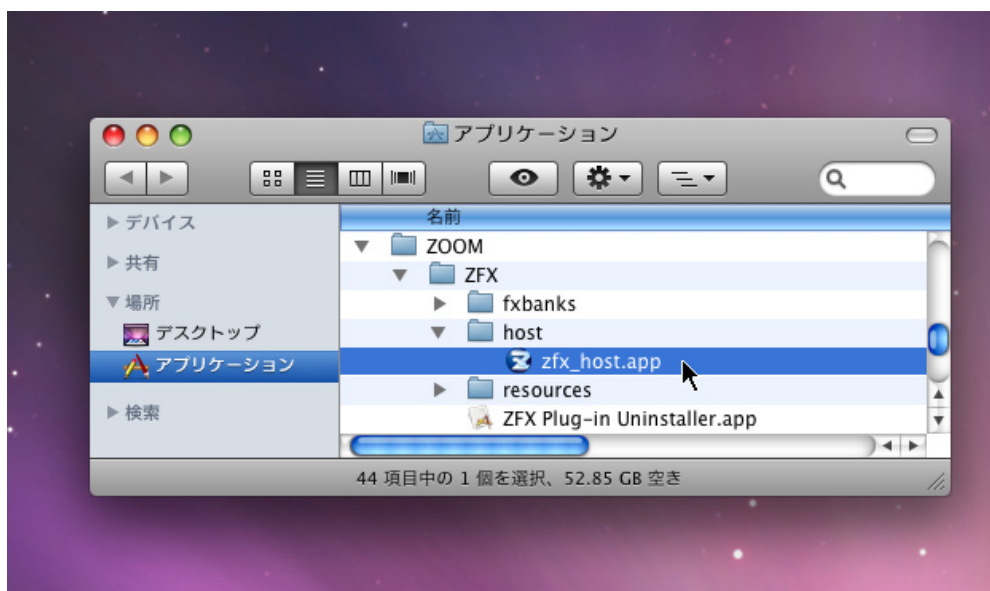 アプリケーション
デバイス
共有
場所
デスクトップ
アプリケーション
検索
名前
ZOOM
ZFX
fxbanks
host
zfx_host.app
resources
ZFX Plug-in Uninstaller.app
44 項目中の 1 個を選択、52.85 GB 空き